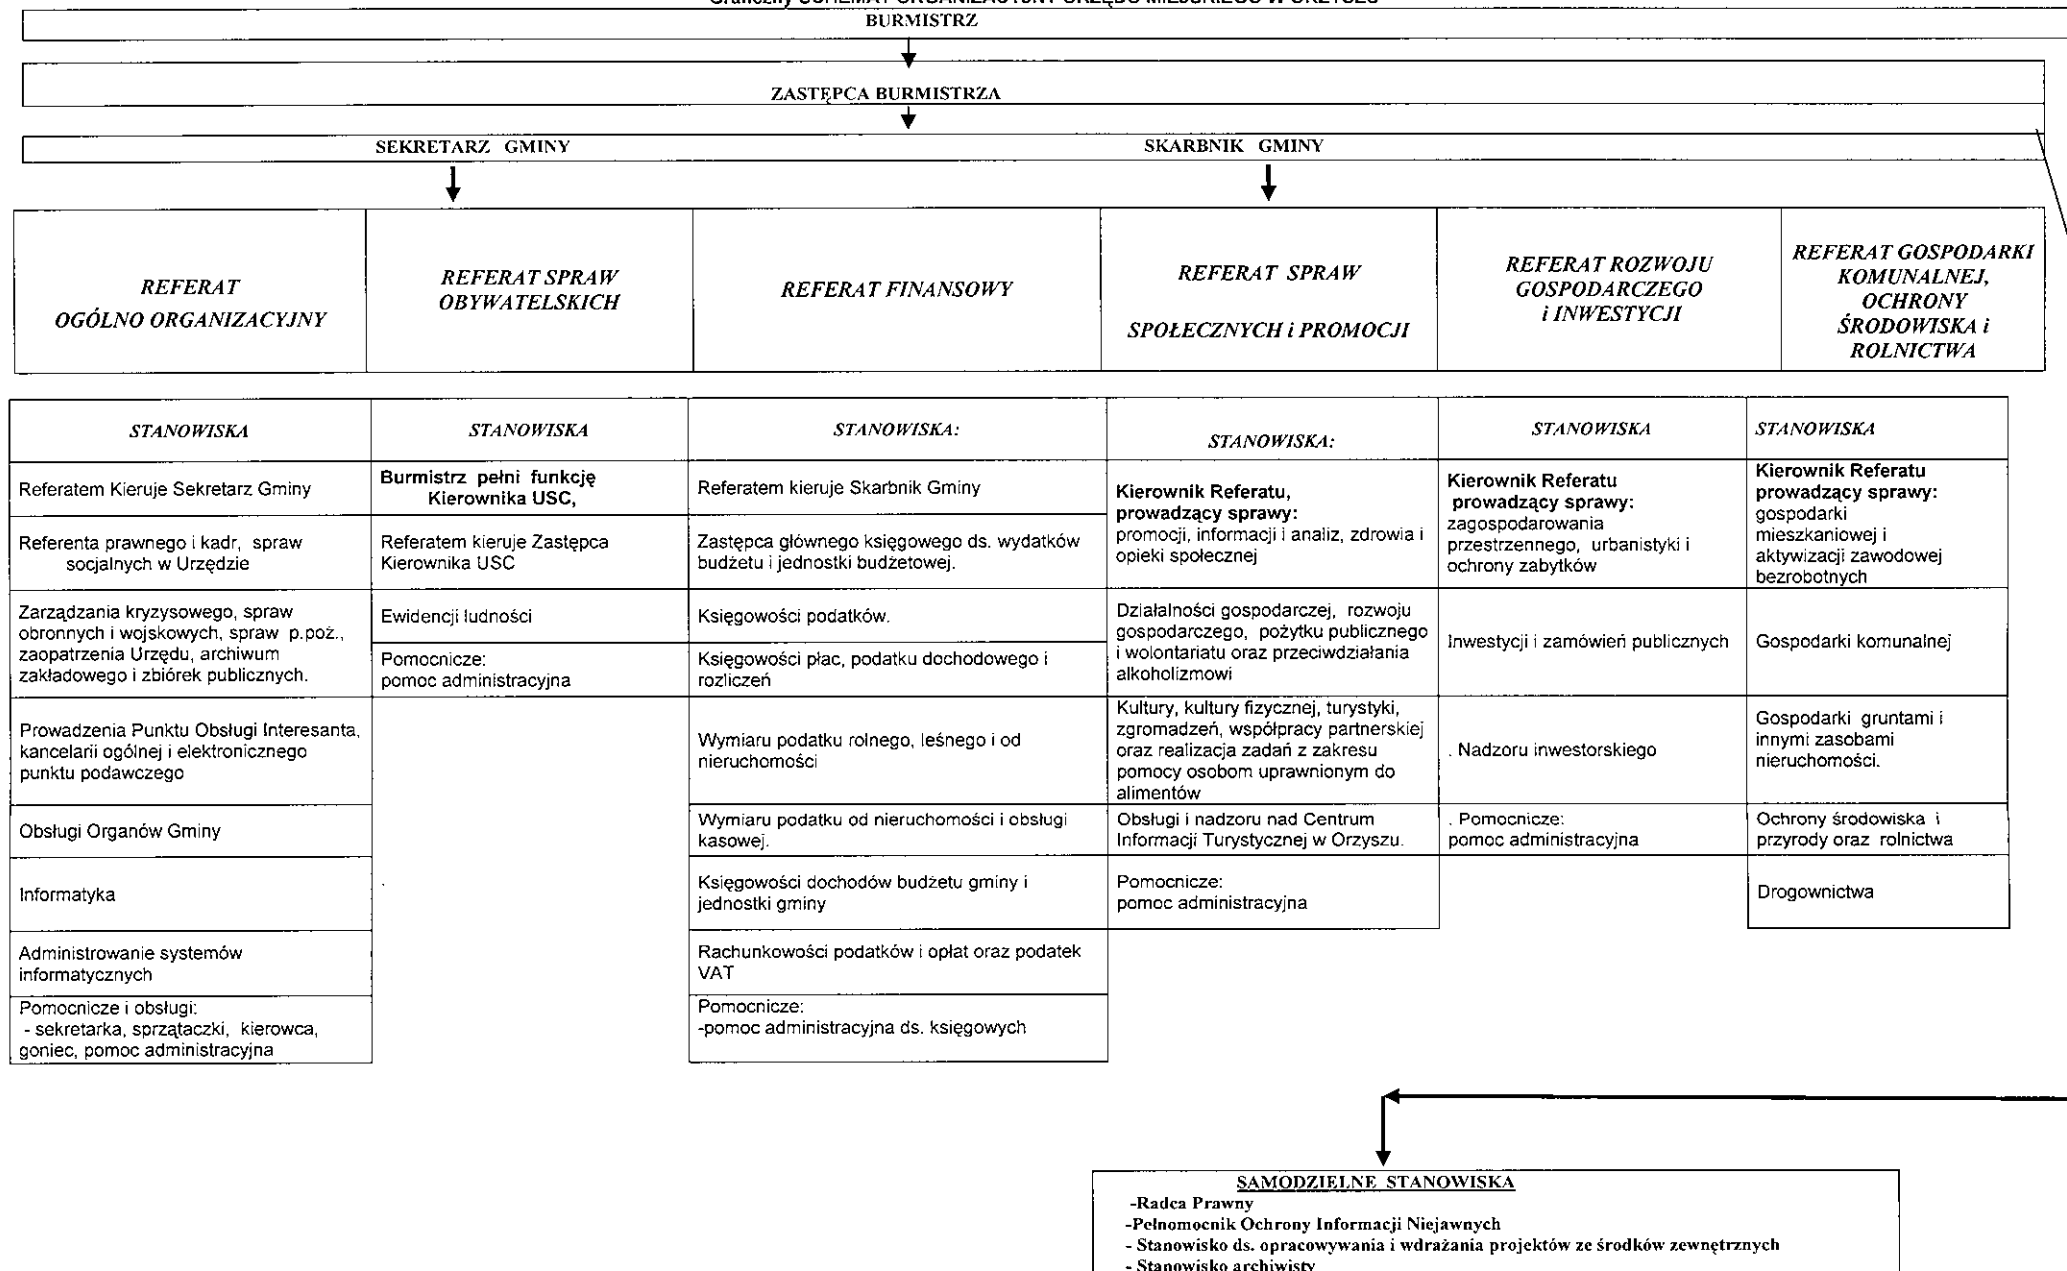 Graficzny SCHEMAT ORGANIZACYJNY URZĘDU MIEJSKIEGO W ORZYSZU
BURMISTRZ
ZASTĘPCA BURMISTRZA
SEKRETARZ GMINY
SKARBNIK GMINY
REFERAT
OGÓLNO ORGANIZACYJNY
REFERAT SPRAW
OBYWATELSKICH
REFERAT FINANSOWY
REFERAT SPRAW
SPOŁECZNYCH i PROMOCJI
REFERAT ROZWOJU
GOSPODARCZEGO
i INWESTYCJI
REFERAT GOSPODARKI
KOMUNALNEJ,
OCHRONY
ŚRODOWISKA i
ROLNICTWA
STANOWISKA
Referatem Kieruje Sekretarz Gminy
Referenta prawnego i kadr, spraw
socjalnych w Urzędzie
Zarządzania kryzysowego, spraw
obronnych i wojskowych, spraw p.poż.,
zaopatrzenia Urzędu, archiwum
zakładowego i zbiórek publicznych.
Prowadzenia Punktu Obsługi Interesanta,
kancelarii ogólnej i elektronicznego
punktu podawczego
Obsługi Organów Gminy
Informatyka
Administrowanie systemów
informatycznych
Pomocnicze i obsługi:
- sekretarka, sprzątaczki, kierowca,
goniec, pomoc administracyjna
STANOWISKA
Burmistrz pełni funkcję
Kierownika USC,
Referatem kieruje Zastępca
Kierownika USC
Ewidencji ludności
Pomocnicze:
pomoc administracyjna
STANOWISKA:
Referatem kieruje Skarbnik Gminy
Zastępca głównego księgowego ds. wydatków
budżetu i jednostki budżetowej.
Księgowości podatków.
Księgowości płac, podatku dochodowego i
rozliczeń
Wymiaru podatku rolnego, leśnego i od
nieruchomości
Wymiaru podatku od nieruchomości i obsługi
kasowej.
Księgowości dochodów budżetu gminy i
jednostki gminy
Rachunkowości podatków i opłat oraz podatek
VAT
Pomocnicze:
-pomoc administracyjna ds. księgowych
STANOWISKA:
Kierownik Referatu,
prowadzący sprawy:
promocji, informacji i analiz, zdrowia i
opieki społecznej
Działalności gospodarczej, rozwoju
gospodarczego, pożytku publicznego
i wolontariatu oraz przeciwdziałania
alkoholizmowi
Kultury, kultury fizycznej, turystyki,
zgromadzeń, współpracy partnerskiej
oraz realizacja zadań z zakresu
pomocy osobom uprawnionym do
alimentów
Obsługi i nadzoru nad Centrum
Informacji Turystycznej w Orzyszu.
Pomocnicze:
pomoc administracyjna
STANOWISKA
Kierownik Referatu
prowadzący sprawy:
zagospodarowania
przestrzennego, urbanistyki i
ochrony zabytków
Inwestycji i zamówień publicznych
. Nadzoru inwestorskiego
. Pomocnicze:
pomoc administracyjna
STANOWISKA
Kierownik Referatu
prowadzący sprawy:
gospodarki
mieszkaniowej i
aktywizacji zawodowej
bezrobotnych
Gospodarki komunalnej
Gospodarki gruntami i
innymi zasobami
nieruchomości.
Ochrony środowiska i
przyrody oraz rolnictwa
Drogownictwa
SAMODZIELNE STANOWISKA
-Radca Prawny
-Pełnomocnik Ochrony Informacji Niejawnych
- Stanowisko ds. opracowywania i wdrażania projektów ze środków zewnętrznych
- Stanowisko archiwisty